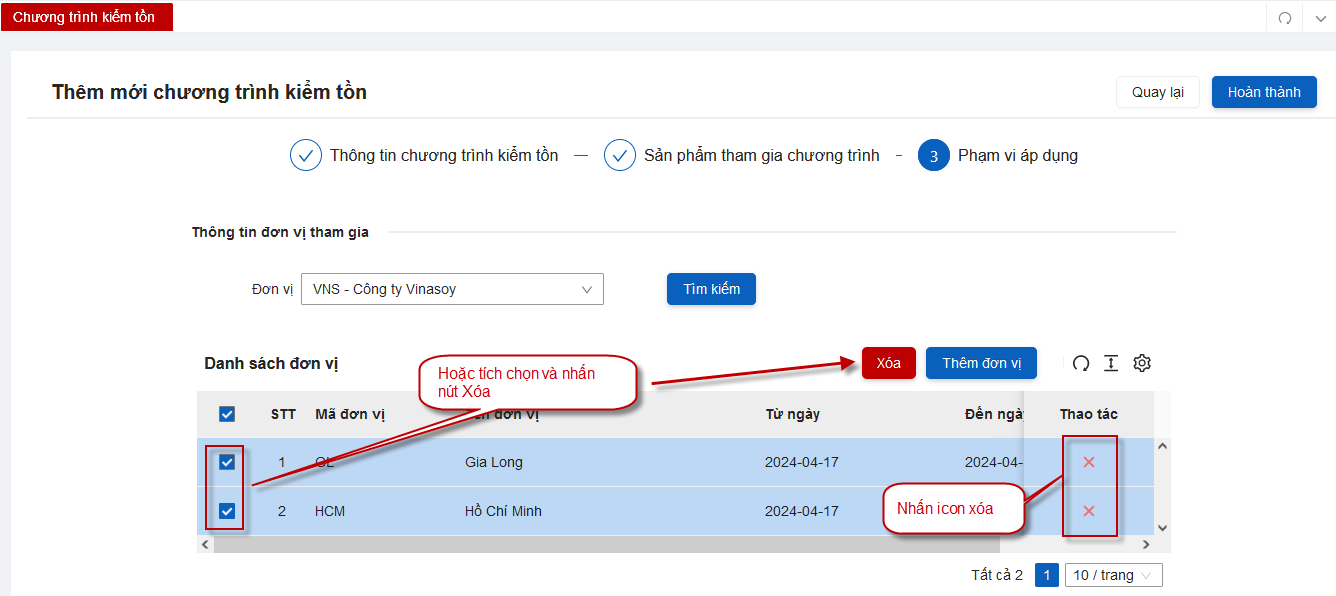 Chương trình kiểm tồn
Thêm mới chương trình kiểm tồn
Quay lại
Hoàn thành
Thông tin chương trình kiểm tồn
Sản phẩm tham gia chương trình
3
Phạm vi áp dụng
Thông tin đơn vị tham gia
Đơn vị
VNS - Công ty Vinasoy
Tìm kiếm
Danh sách đơn vị
Hoặc tích chọn và nhấn
nút Xóa
Xóa
Thêm đơn vị
STT
Mã đơn vị
đơn vị
Từ ngày
Đến ngày
Thao tác
1
GL
Gia Long
2024-04-17
2024-04-
2
HCM
Hồ Chí Minh
2024-04-17
Nhấn icon xóa
Tất cả 2
1
10 / trang